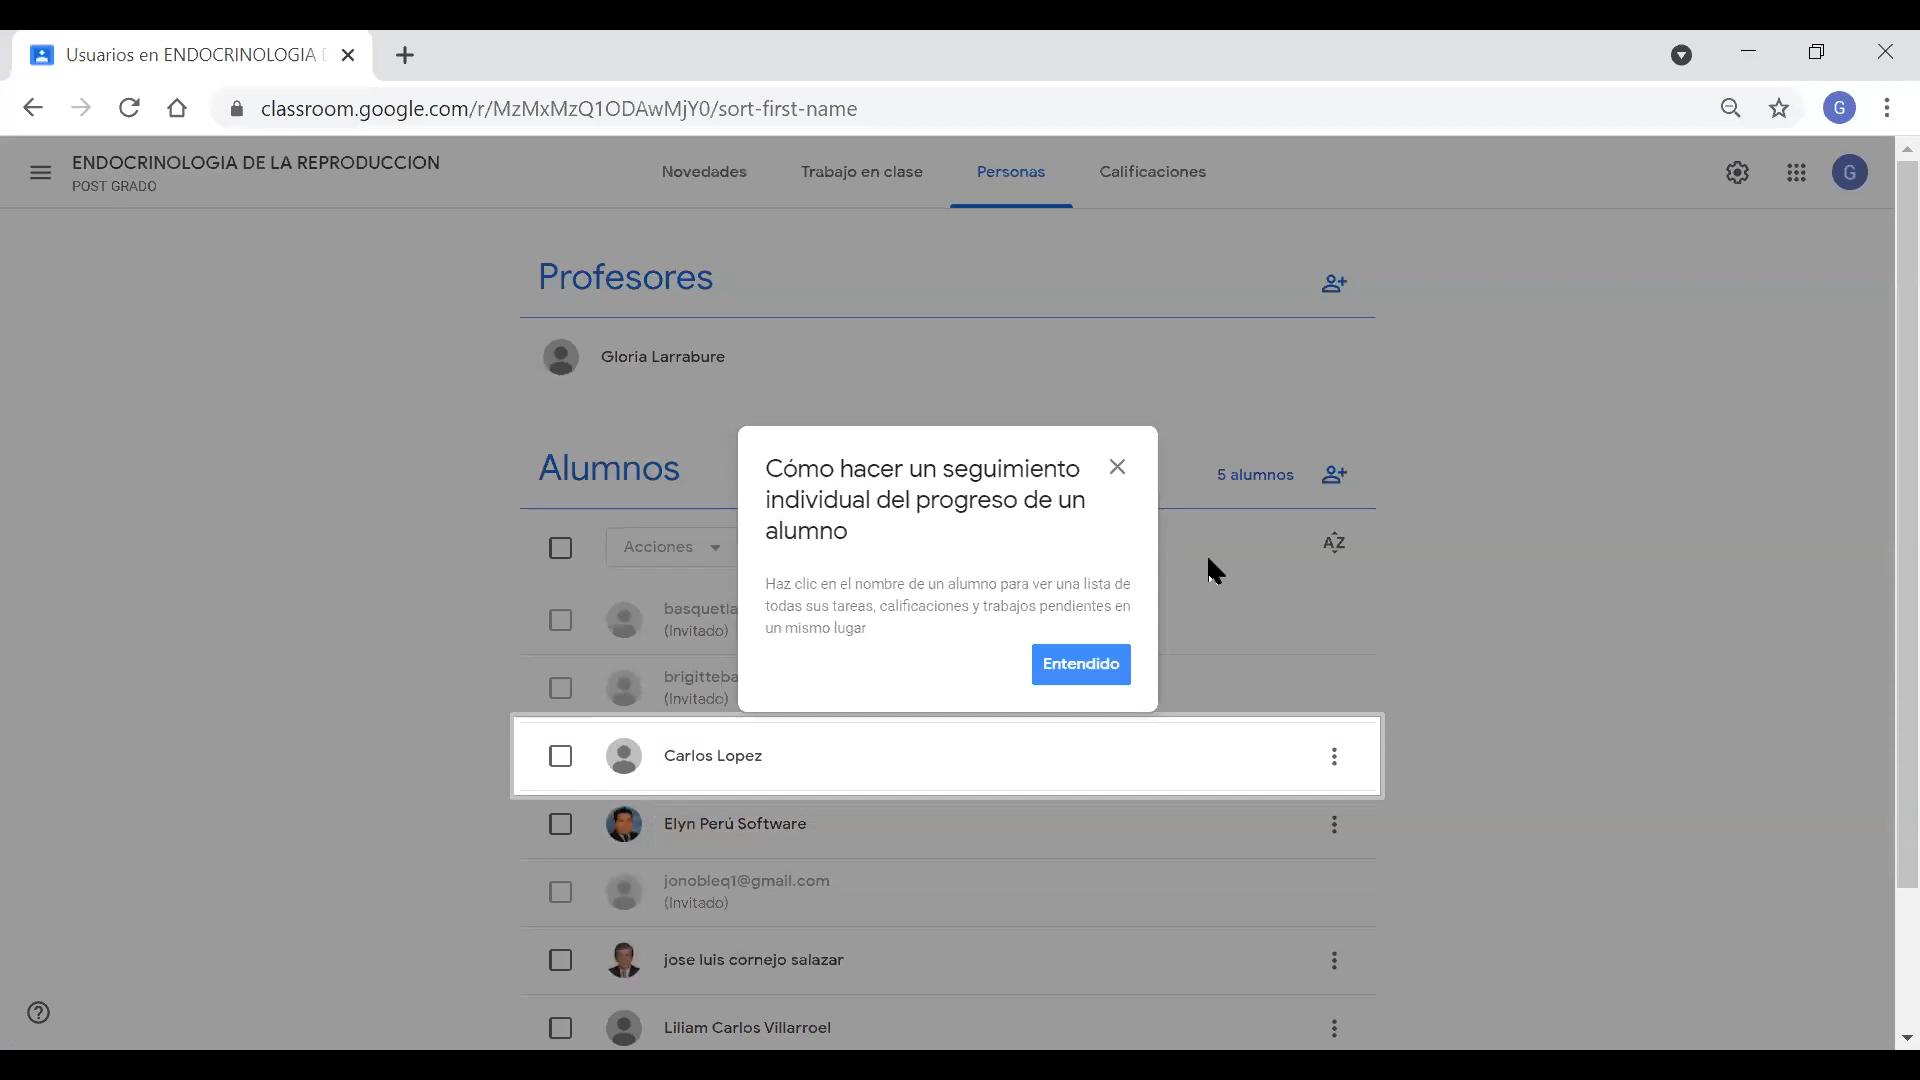 Usuarios en ENDOCRINOLOGIA
classroom.google.com/r/MzMxMzQ1ODAwMjY0/sort-first-name
G
ENDOCRINOLOGIA DE LA REPRODUCCION
POST GRADO
Novedades
Trabajo en clase
Personas
Calificaciones
G
Profesores
Gloria Larrabure
Alumnos
5 alumnos
Cómo hacer un seguimiento
individual del progreso de un
alumno
Haz clic en el nombre de un alumno para ver una lista de
todas sus tareas, calificaciones y trabajos pendientes en
un mismo lugar
Entendido
Acciones
AZ
basquetla
(Invitado)
brigitteba
(Invitado)
Carlos Lopez
Elyn Perú Software
jonobleq1@gmail.com
(Invitado)
jose luis cornejo salazar
Liliam Carlos Villarroel